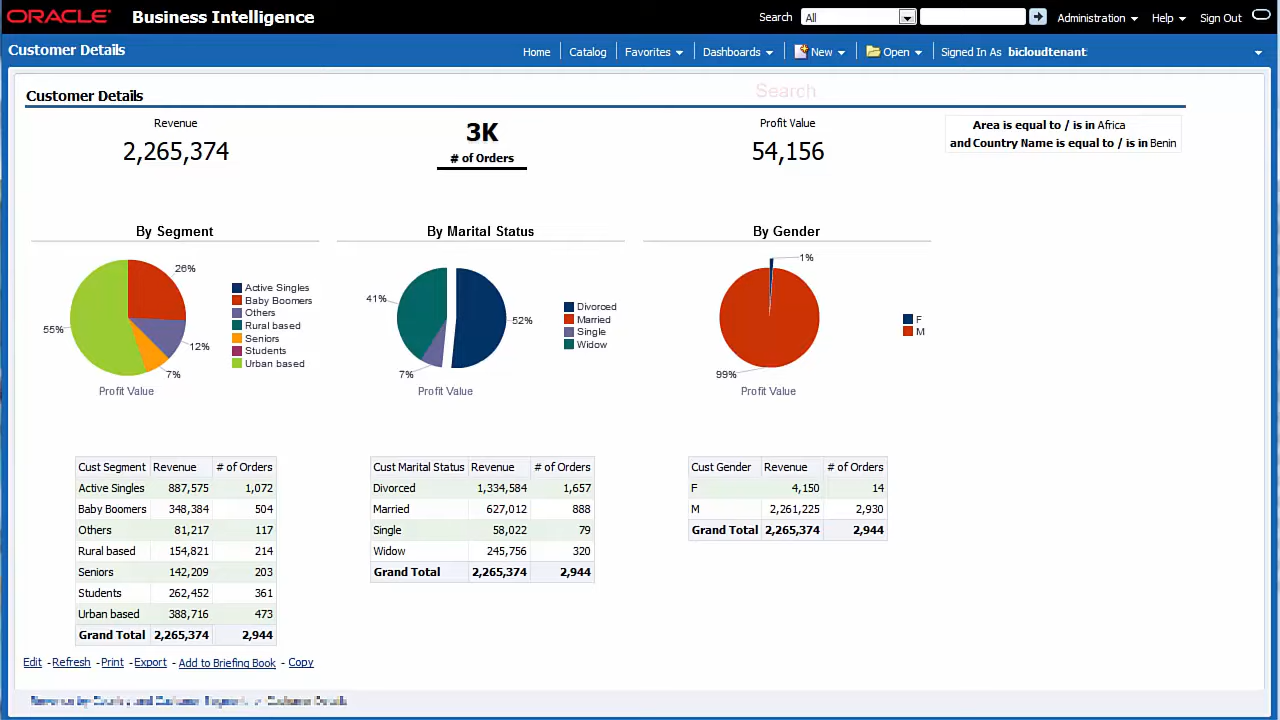 ORACLE® Business Intelligence
Search All Administration Help Sign Out
Customer Details
Home Catalog Favorites Dashboards New Open Signed In As bicloudtenant
Search
Customer Details
Revenue
2,265,374
3K
# of Orders
Profit Value
54,156
Area is equal to / is in Africa
and Country Name is equal to / is in Benin
By Segment
26%
55%
12%
7%
Profit Value
Active Singles
Baby Boomers
Others
Rural based
Seniors
Students
Urban based
By Marital Status
41%
52%
7%
Profit Value
Divorced
Married
Single
Widow
By Gender
1%
99%
Profit Value
F
M
Cust Segment Revenue # of Orders
Active Singles 887,575 1,072
Baby Boomers 348,384 504
Others 81,217 117
Rural based 154,821 214
Seniors 142,209 203
Students 262,452 361
Urban based 388,716 473
Grand Total 2,265,374 2,944
Cust Marital Status Revenue # of Orders
Divorced 1,334,584 1,657
Married 627,012 888
Single 58,022 79
Widow 245,756 320
Grand Total 2,265,374 2,944
Cust Gender Revenue # of Orders
F 4,150 14
M 2,261,225 2,930
Grand Total 2,265,374 2,944
Edit - Refresh - Print - Export - Add to Briefing Book - Copy